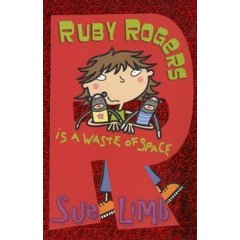 RUBY ROGERS
IS A WASTE OF SPACE
Sue Limb